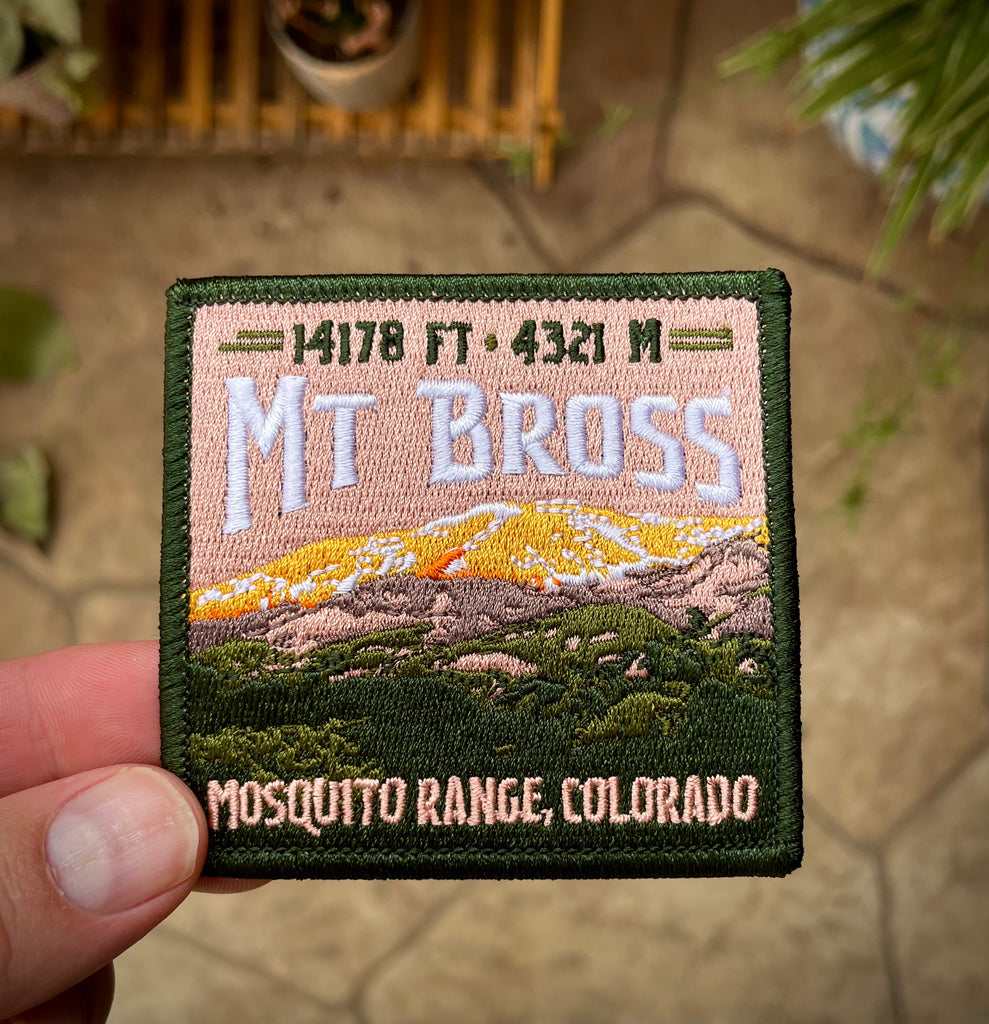 14178 FT · 4321 M
MT BROSS
MOSQUITO RANGE, COLORADO